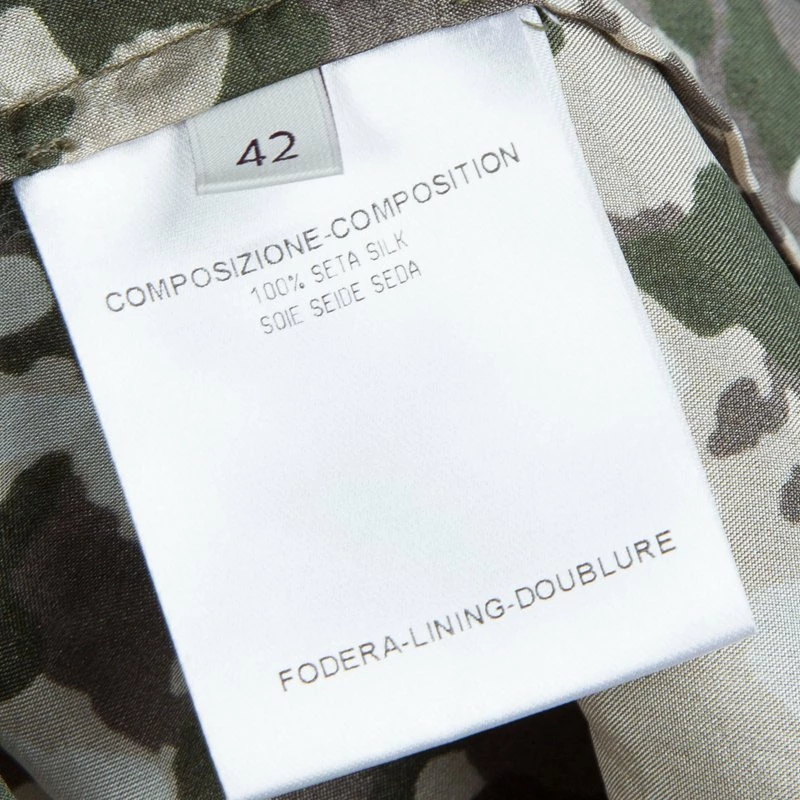 42
COMPOSIZIONE-COMPOSITION
100% SETA SILK
SOIE SEIDE SEDA
FODERA-LINING-DOUBLURE